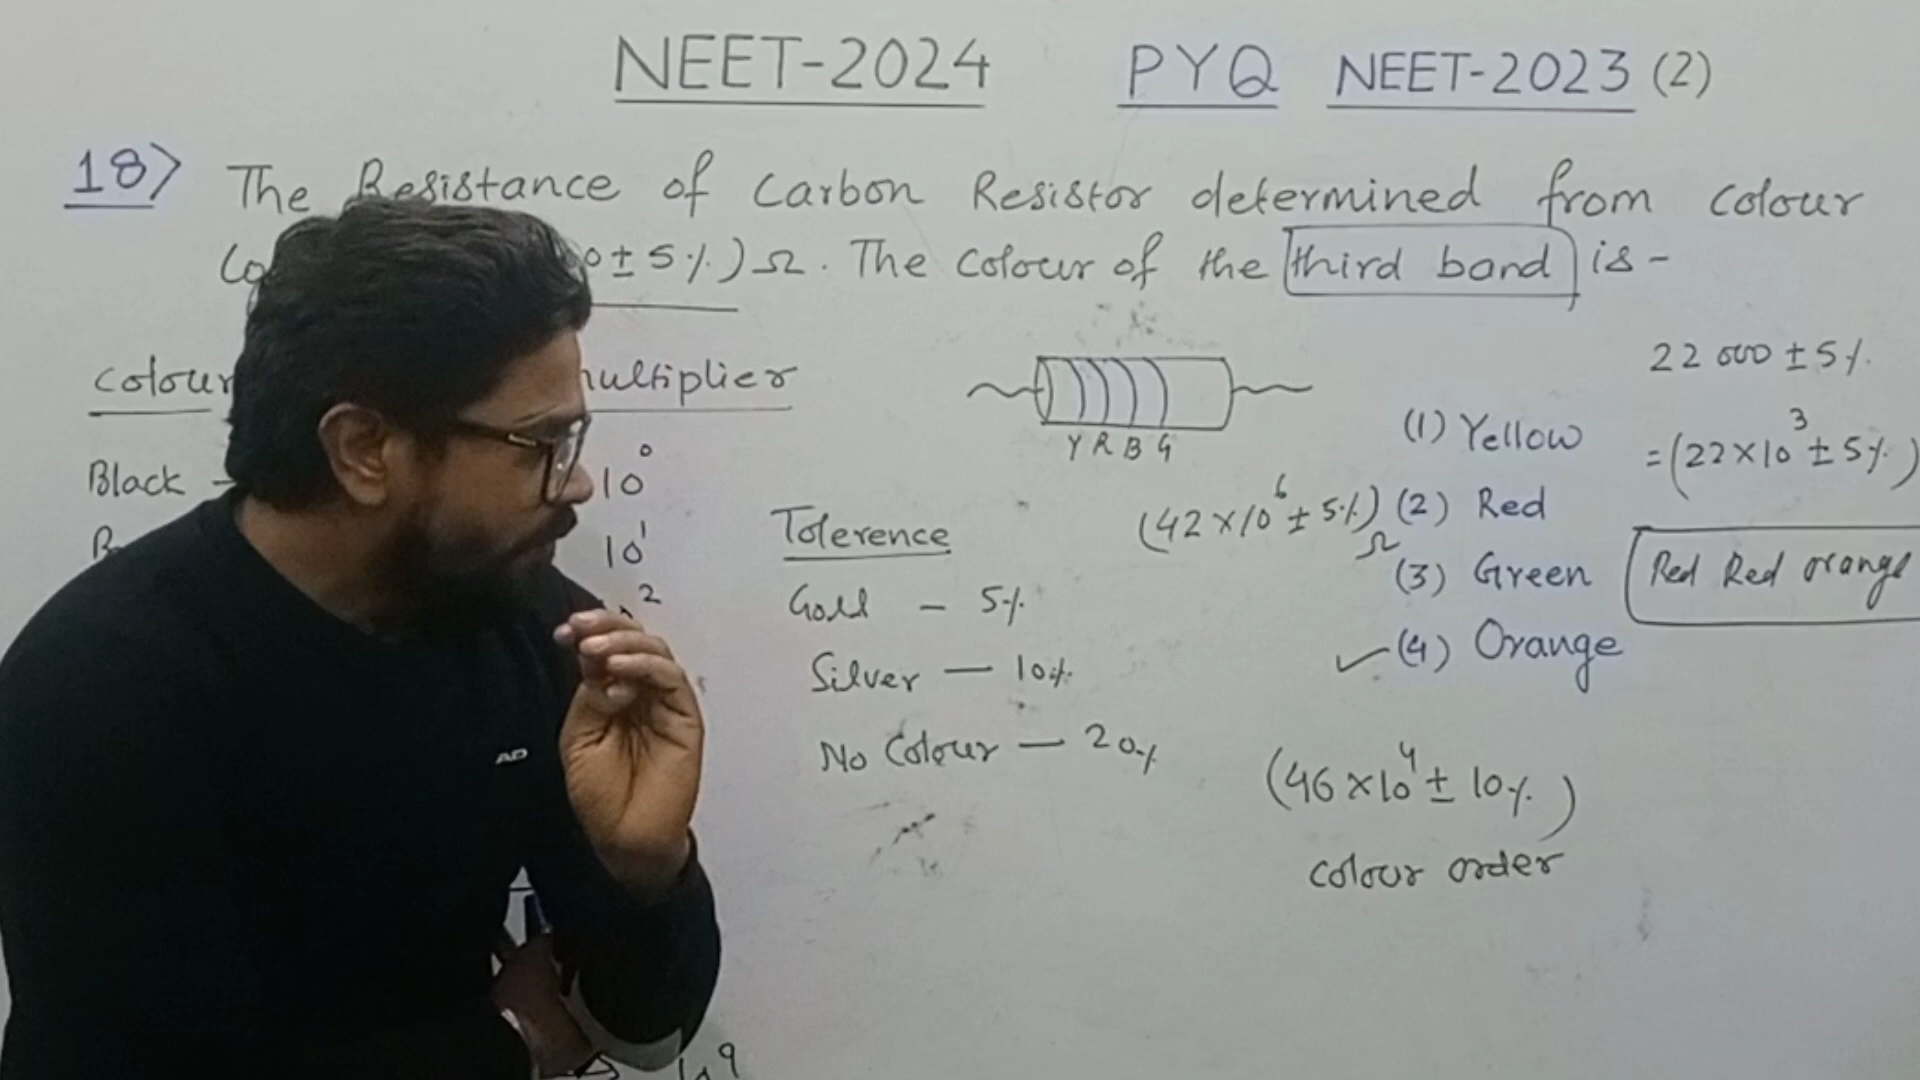 NEET-2024 PYQ NEET-2023 (2)
18> The Resistance of Carbon Resistor determined from colour
0 ± 5%) Ω. The colour of the third band is -
colour multiplier
Black - 10⁰
10¹
2
Y R B G
Tolerence
Gold - 5%
Silver - 10%
No Colour - 20%
(42 × 10⁶ ± 5%) Ω
(1) Yellow
(2) Red
(3) Green
(4) Orange
22 000 ± 5%
= (22 × 10³ ± 5%)
Red Red orange
(46 × 10⁴ ± 10%)
colour order
AD